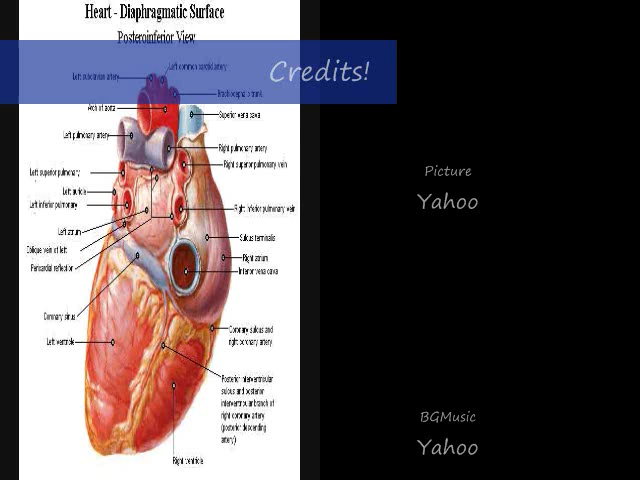 Heart - Diaphragmatic Surface
Posteroinferior View
Credits!
Left common carotid artery
Left subclavian artery
Brachiocephalic trunk
Arch of aorta
Superior vena cava
Left pulmonary artery
Right pulmonary artery
Right superior pulmonary vein
Left superior pulmonary
Left auricle
Left inferior pulmonary
Right inferior pulmonary vein
Left atrium
Sulcus terminalis
Oblique vein of left
Right atrium
Pericardial reflection
Inferior vena cava
Coronary sinus
Coronary sulcus and
right coronary artery
Left ventricle
Posterior interventricular
sulcus and posterior
interventricular branch of
right coronary artery
(posterior descending
artery)
Right ventricle
Picture
Yahoo
BGMusic
Yahoo